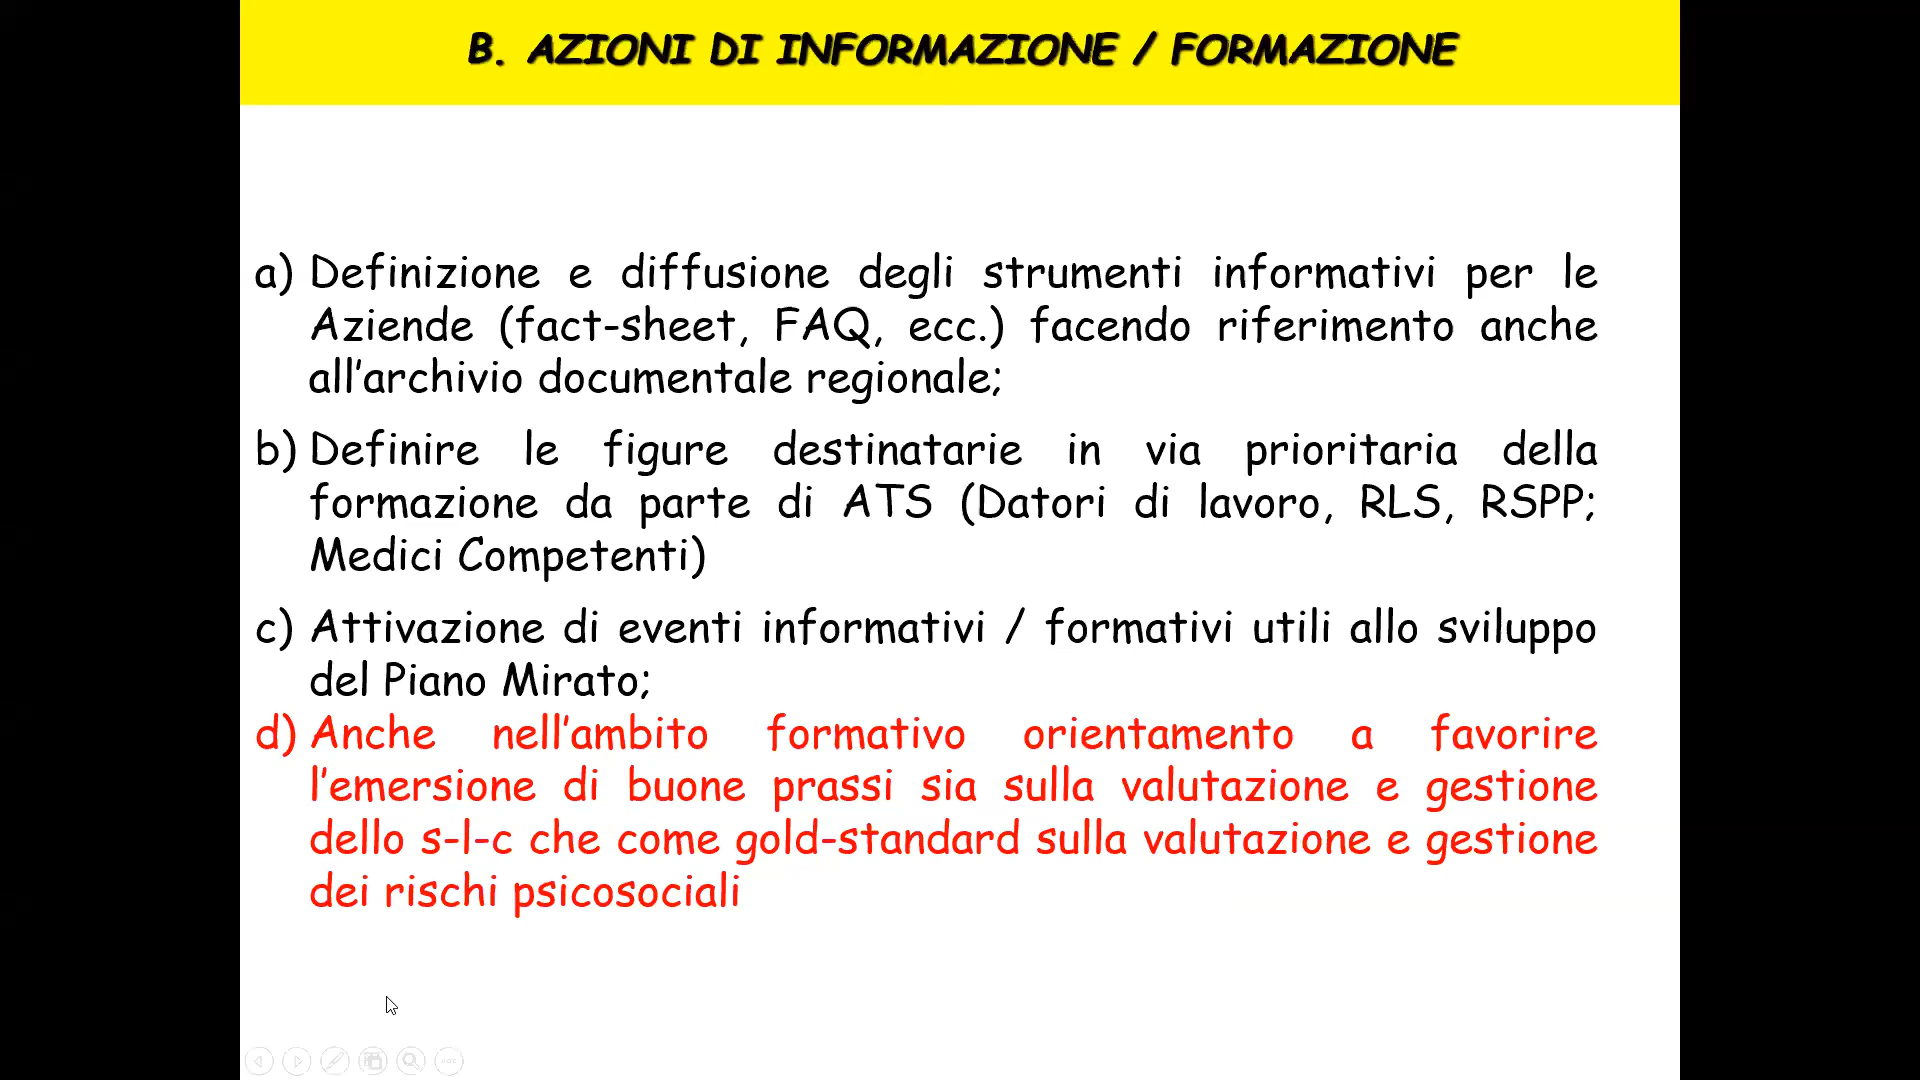 B. AZIONI DI INFORMAZIONE / FORMAZIONE
a) Definizione e diffusione degli strumenti informativi per le
Aziende (fact-sheet, FAQ, ecc.) facendo riferimento anche
all'archivio documentale regionale;
b) Definire le figure destinatarie in via prioritaria della
formazione da parte di ATS (Datori di lavoro, RLS, RSPP;
Medici Competenti)
c) Attivazione di eventi informativi / formativi utili allo sviluppo
del Piano Mirato;
d) Anche nell'ambito formativo orientamento a favorire
l'emersione di buone prassi sia sulla valutazione e gestione
dello s-l-c che come gold-standard sulla valutazione e gestione
dei rischi psicosociali